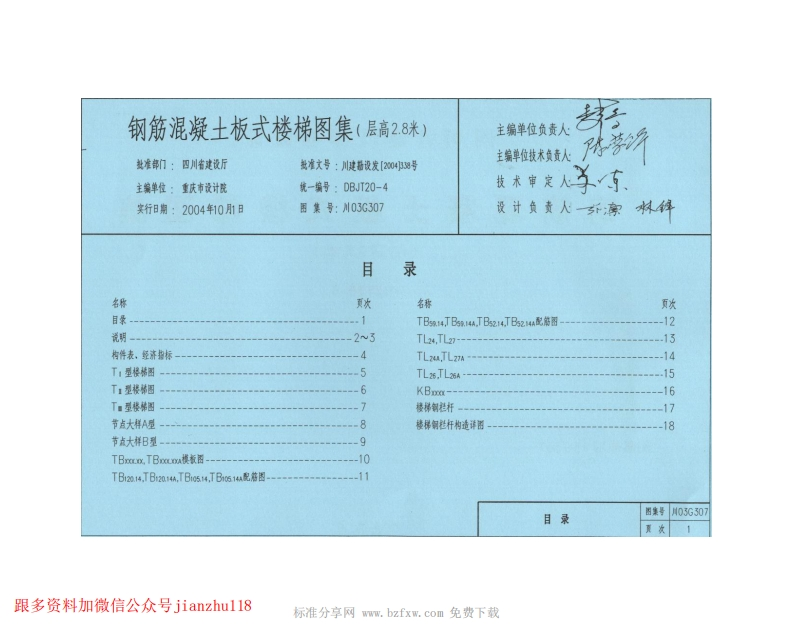 钢筋混凝土板式楼梯图集(层高2.8米)
批准部门：四川省建设厅 批准文号：川建勘设发[2004]338号
主编单位：重庆市设计院 统一编号：DBJT20-4
实行日期：2004年10月1日 图集号：川03G307
主编单位负责人:
主编单位技术负责人:
技术审定人:
设计负责人:
目录
名称 页次
目录 1
说明 2～3
构件表、经济指标 4
TⅠ型楼梯图 5
TⅡ型楼梯图 6
TⅢ型楼梯图 7
节点大样A型 8
节点大样B型 9
TBxxx.xx,TBxxx.xxA模板图 10
TB120.14,TB120.14A,TB105.14,TB105.14A配筋图 11
名称 页次
TB59.14,TB59.14A,TB52.14,TB52.14A配筋图 12
TL24,TL27 13
TL24A,TL27A 14
TL26,TL26A 15
KBxxxx 16
楼梯钢栏杆 17
楼梯钢栏杆构造详图 18
目录
图集号 川03G307
页次 1
跟多资料加微信公众号jianzhu118
标准分享网 www.bzfxw.com 免费下载